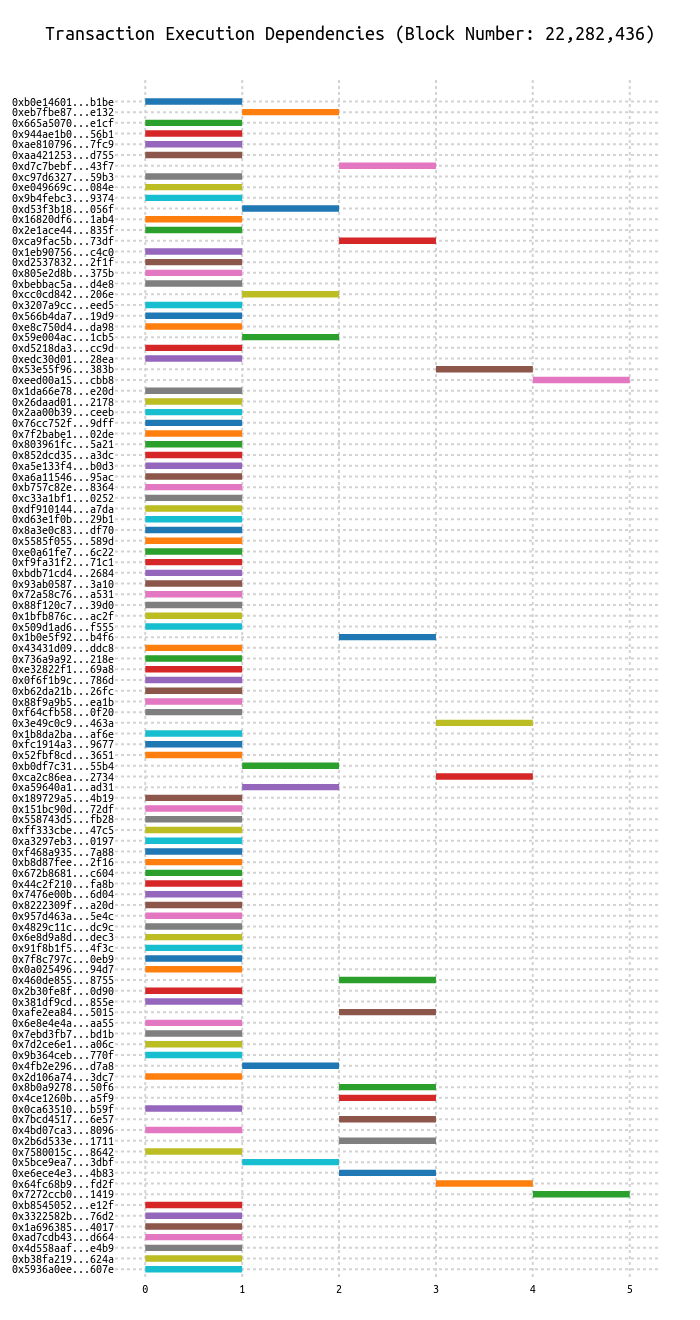 Transaction Execution Dependencies (Block Number: 22,282,436)
0xb0e14601...b1be
0xeb7fbe87...e132
0x665a5070...e1cf
0x944ae1b0...56b1
0xae810796...7fc9
0xaa421253...d755
0xd7c7bebf...43f7
0xc97d6327...59b3
0xe049669c...084e
0x9b4febc3...9374
0xd53f3b18...056f
0x16820df6...1ab4
0x2e1ace44...835f
0xca9fac5b...73df
0x1eb90756...c4c0
0xd2537832...2f1f
0x805e2d8b...375b
0xbebbac5a...d4e8
0xcc0cd842...206e
0x3207a9cc...eed5
0x566b4da7...19d9
0xe8c750d4...da98
0x59e004ac...1cb5
0xd5218da3...cc9d
0xedc30d01...28ea
0x53e55f96...383b
0xeed00a15...cbb8
0x1da66e78...e20d
0x26daad01...2178
0x2aa00b39...ceeb
0x76cc752f...9dff
0x7f2babe1...02de
0x803961fc...5a21
0x852dcd35...a3dc
0xa5e133f4...b0d3
0xa6a11546...95ac
0xb757c82e...8364
0xc33a1bf1...0252
0xdf910144...a7da
0xd63e1f0b...29b1
0x8a3e0c83...df70
0x5585f055...589d
0xe0a61fe7...6c22
0xf9fa31f2...71c1
0xbdb71cd4...2684
0x93ab0587...3a10
0x72a58c76...a531
0x88f120c7...39d0
0x1bfb876c...ac2f
0x509d1ad6...f555
0x1b0e5f92...b4f6
0x43431d09...ddc8
0x736a9a92...218e
0xe32822f1...69a8
0x0f6f1b9c...786d
0xb62da21b...26fc
0x88f9a9b5...ea1b
0xf64cfb58...0f20
0x3e49c0c9...463a
0x1b8da2ba...af6e
0xfc1914a3...9677
0x52fbf8cd...3651
0xb0df7c31...55b4
0xca2c86ea...2734
0xa59640a1...ad31
0x189729a5...4b19
0x151bc90d...72df
0x558743d5...fb28
0xff333cbe...47c5
0xa3297eb3...0197
0xf468a935...7a88
0xb8d87fee...2f16
0x672b8681...c604
0x44c2f210...fa8b
0x7476e00b...6d04
0x8222309f...a20d
0x957d463a...5e4c
0x4829c11c...dc9c
0x6e8d9a8d...dec3
0x91f8b1f5...4f3c
0x7f8c797c...0eb9
0x0a025496...94d7
0x460de855...8755
0x2b30fe8f...0d90
0x381df9cd...855e
0xafe2ea84...5015
0x6e8e4e4a...aa55
0x7ebd3fb7...bd1b
0x7d2ce6e1...a06c
0x9b364ceb...770f
0x4fb2e296...d7a8
0x2d106a74...3dc7
0x8b0a9278...50f6
0x4ce1260b...a5f9
0x0ca63510...b59f
0x7bcd4517...6e57
0x4bd07ca3...8096
0x2b6d533e...1711
0x7580015c...8642
0x5bce9ea7...3dbf
0xe6ece4e3...4b83
0x64fc68b9...fd2f
0x7272ccb0...1419
0xb8545052...e12f
0x3322582b...76d2
0x1a696385...4017
0xad7cdb43...d664
0x4d558aaf...e4b9
0xb38fa219...624a
0x5936a0ee...607e
0 1 2 3 4 5